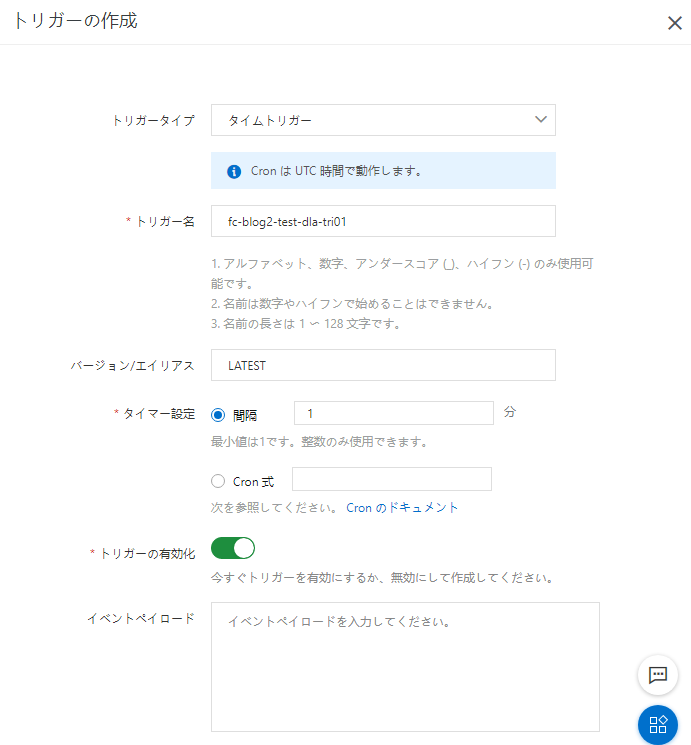 トリガーの作成
トリガータイプ
タイムトリガー
Cron は UTC 時間で動作します。
* トリガー名
fc-blog2-test-dla-tri01
1. アルファベット、数字、アンダースコア (_)、ハイフン (-) のみ使用可
能です。
2. 名前は数字やハイフンで始めることはできません。
3. 名前の長さは 1 ～ 128 文字です。
バージョン/エイリアス
LATEST
* タイマー設定
間隔
1
分
最小値は1です。整数のみ使用できます。
Cron 式
次を参照してください。 Cron のドキュメント
* トリガーの有効化
今すぐトリガーを有効にするか、無効にして作成してください。
イベントペイロード
イベントペイロードを入力してください。